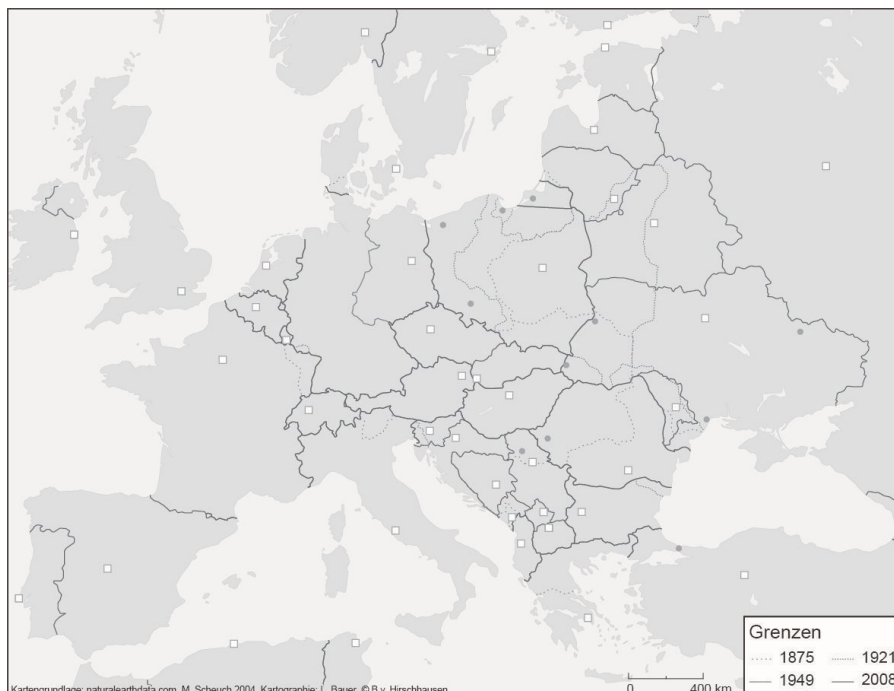 Grenzen
1875 1921
1949 2008
0 400 km
Kartengrundlage: naturalearthdata.com, M. Scheuch 2004, Kartographie: L. Bauer, © B.v. Hirschhausen